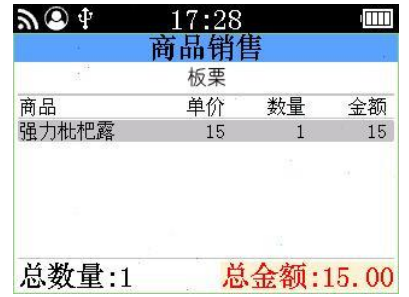 17:28
商品销售
板栗
商品 单价 数量 金额
强力枇杷露 15 1 15
总数量:1 总金额:15.00